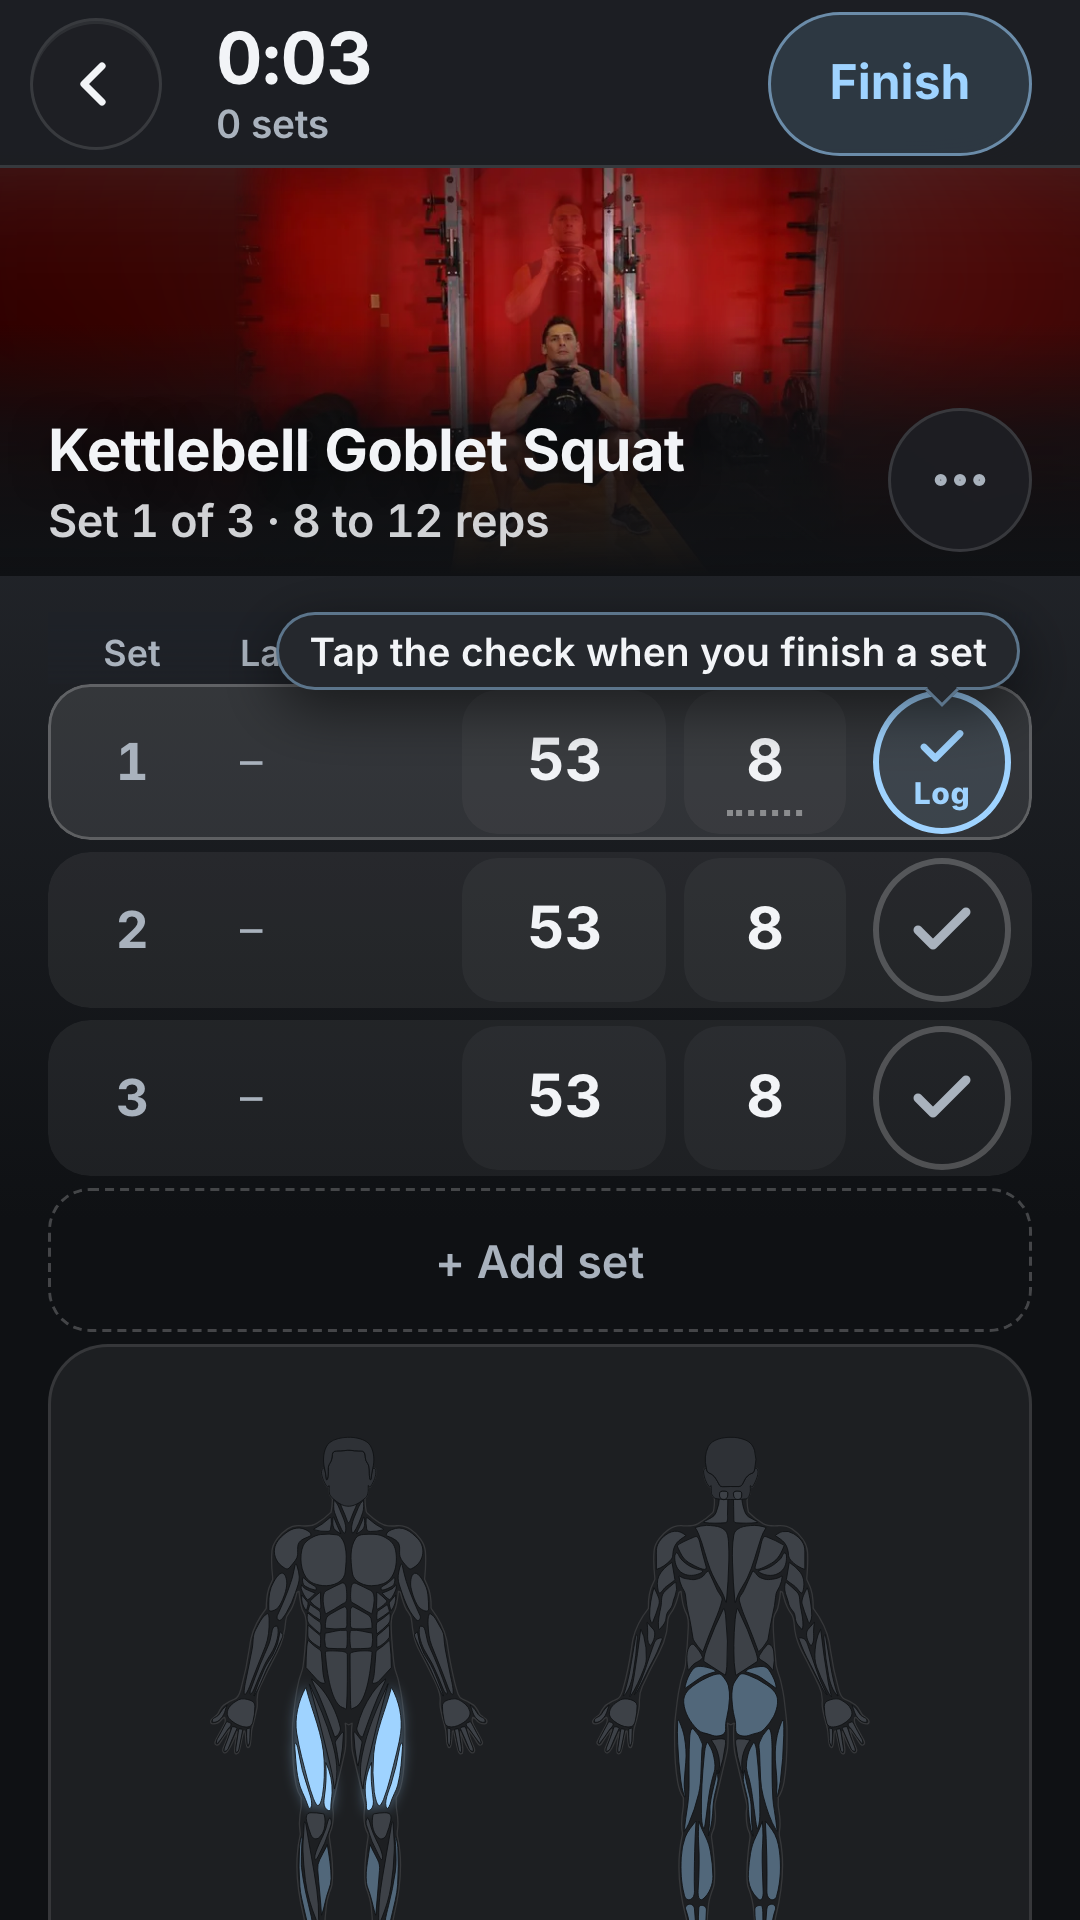 0:03
0 sets
Finish
Kettlebell Goblet Squat
Set 1 of 3 · 8 to 12 reps
Set La
Tap the check when you finish a set
1 – 53 8 Log
2 – 53 8
3 – 53 8
+ Add set